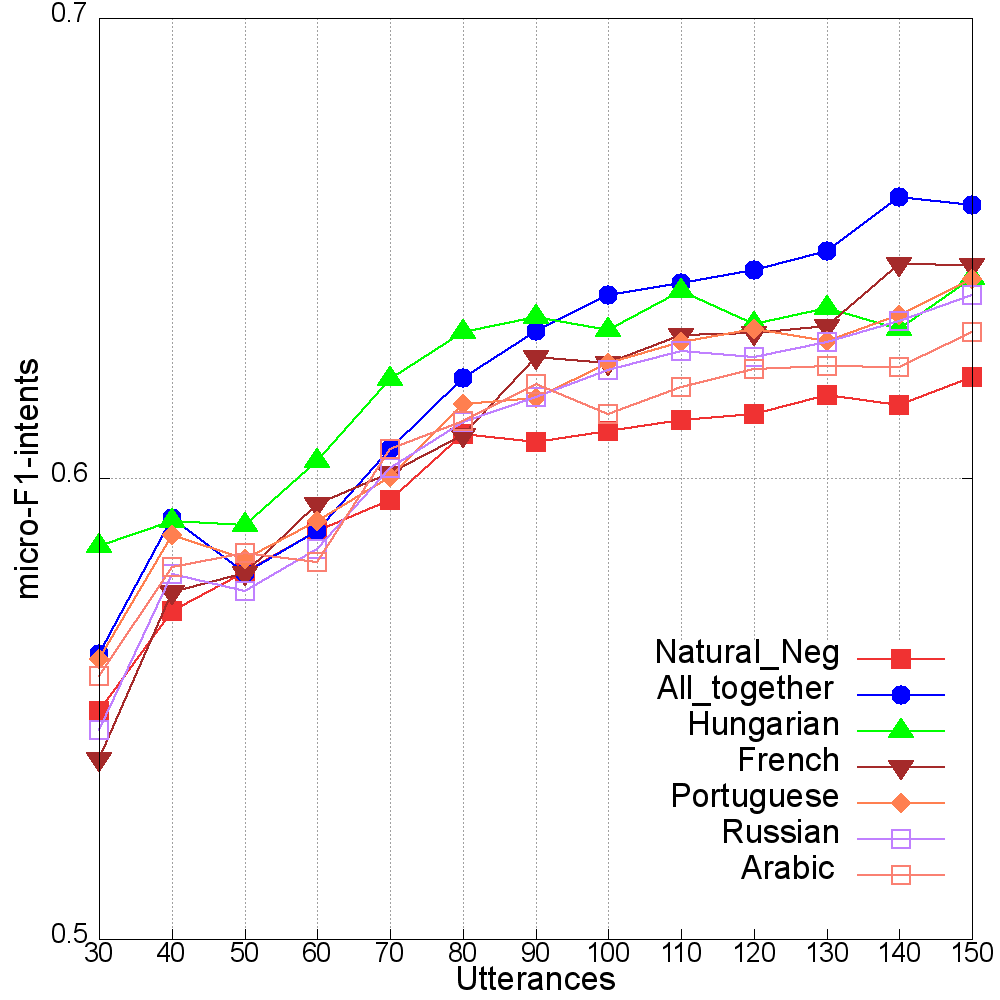 0.7
0.6
0.5
micro-F1-intents
Natural_Neg
All_together
Hungarian
French
Portuguese
Russian
Arabic
30 40 50 60 70 80 90 100 110 120 130 140 150
Utterances